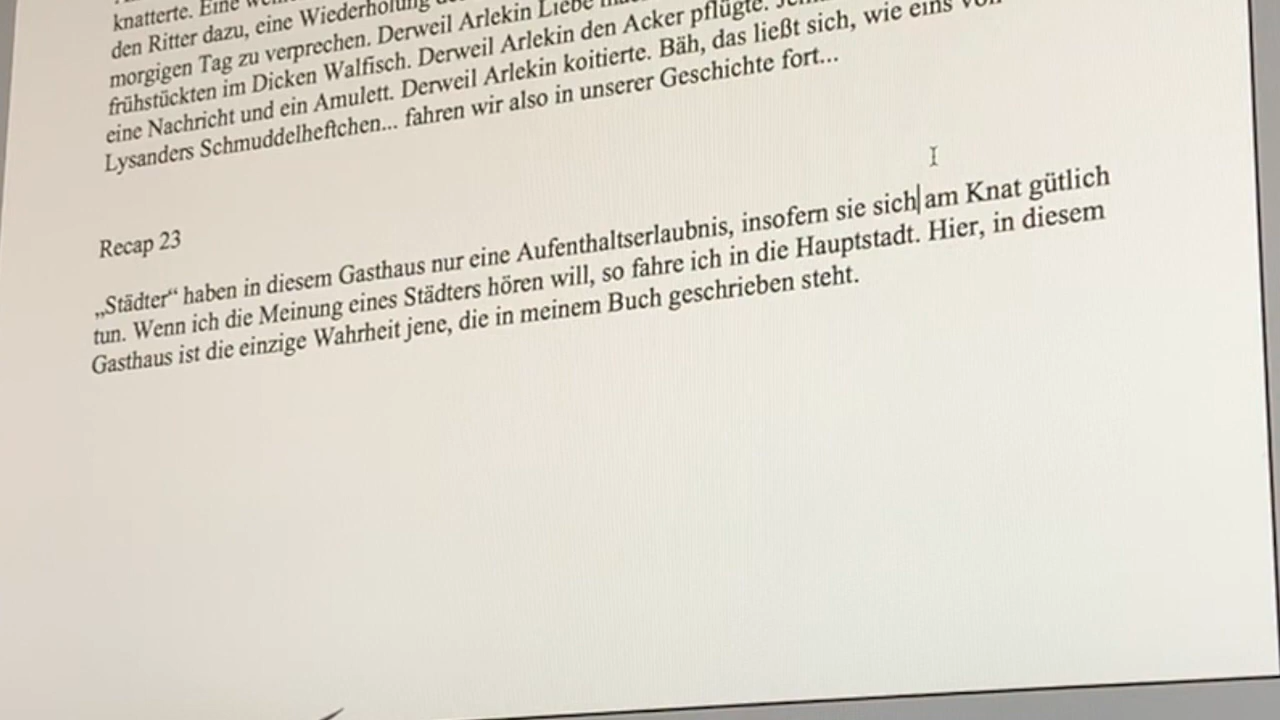 knatterte. Eine
den Ritter dazu, eine Wiederholung
morgigen Tag zu verprechen. Derweil Arlekin Liebe
frühstückten im Dicken Walfisch. Derweil Arlekin den Acker pflügte.
eine Nachricht und ein Amulett. Derweil Arlekin koitierte. Bäh, das ließt sich, wie eins von
Lysanders Schmuddelheftchen... fahren wir also in unserer Geschichte fort...
Recap 23
„Städter“ haben in diesem Gasthaus nur eine Aufenthaltserlaubnis, insofern sie sich am Knat gütlich
tun. Wenn ich die Meinung eines Städters hören will, so fahre ich in die Hauptstadt. Hier, in diesem
Gasthaus ist die einzige Wahrheit jene, die in meinem Buch geschrieben steht.